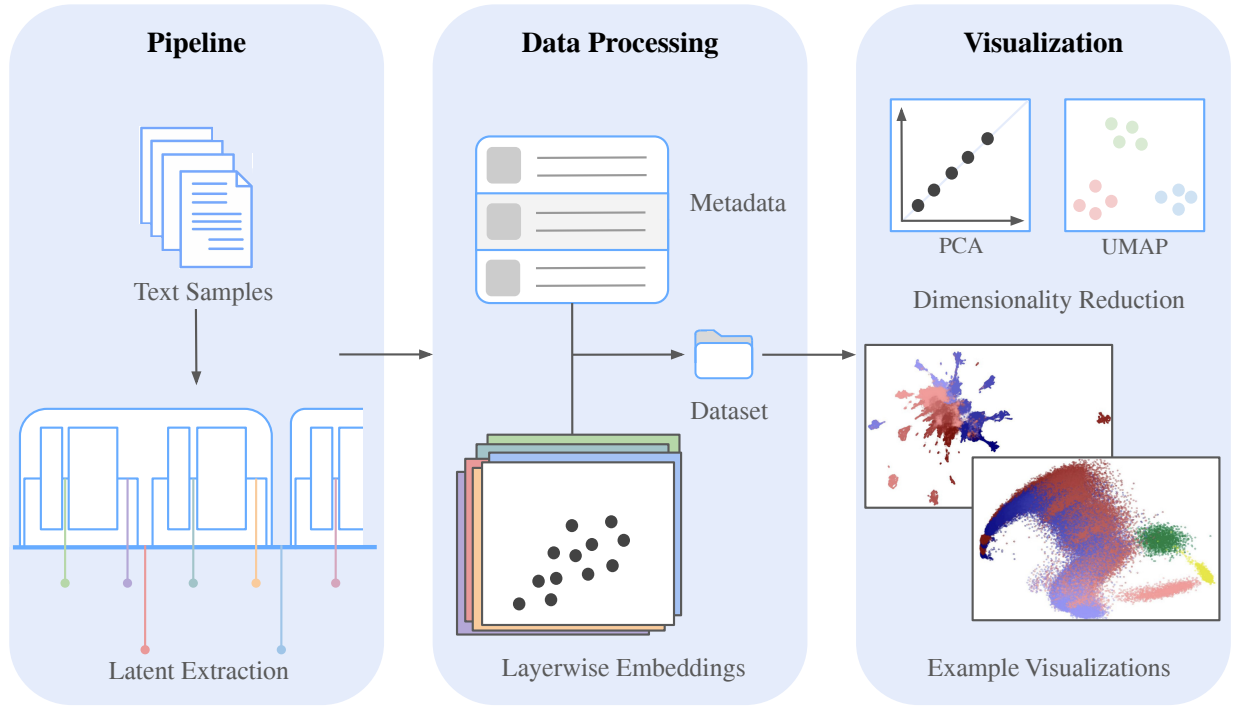 Pipeline
Text Samples
Latent Extraction
Data Processing
Metadata
Dataset
Layerwise Embeddings
Visualization
PCA
UMAP
Dimensionality Reduction
Example Visualizations